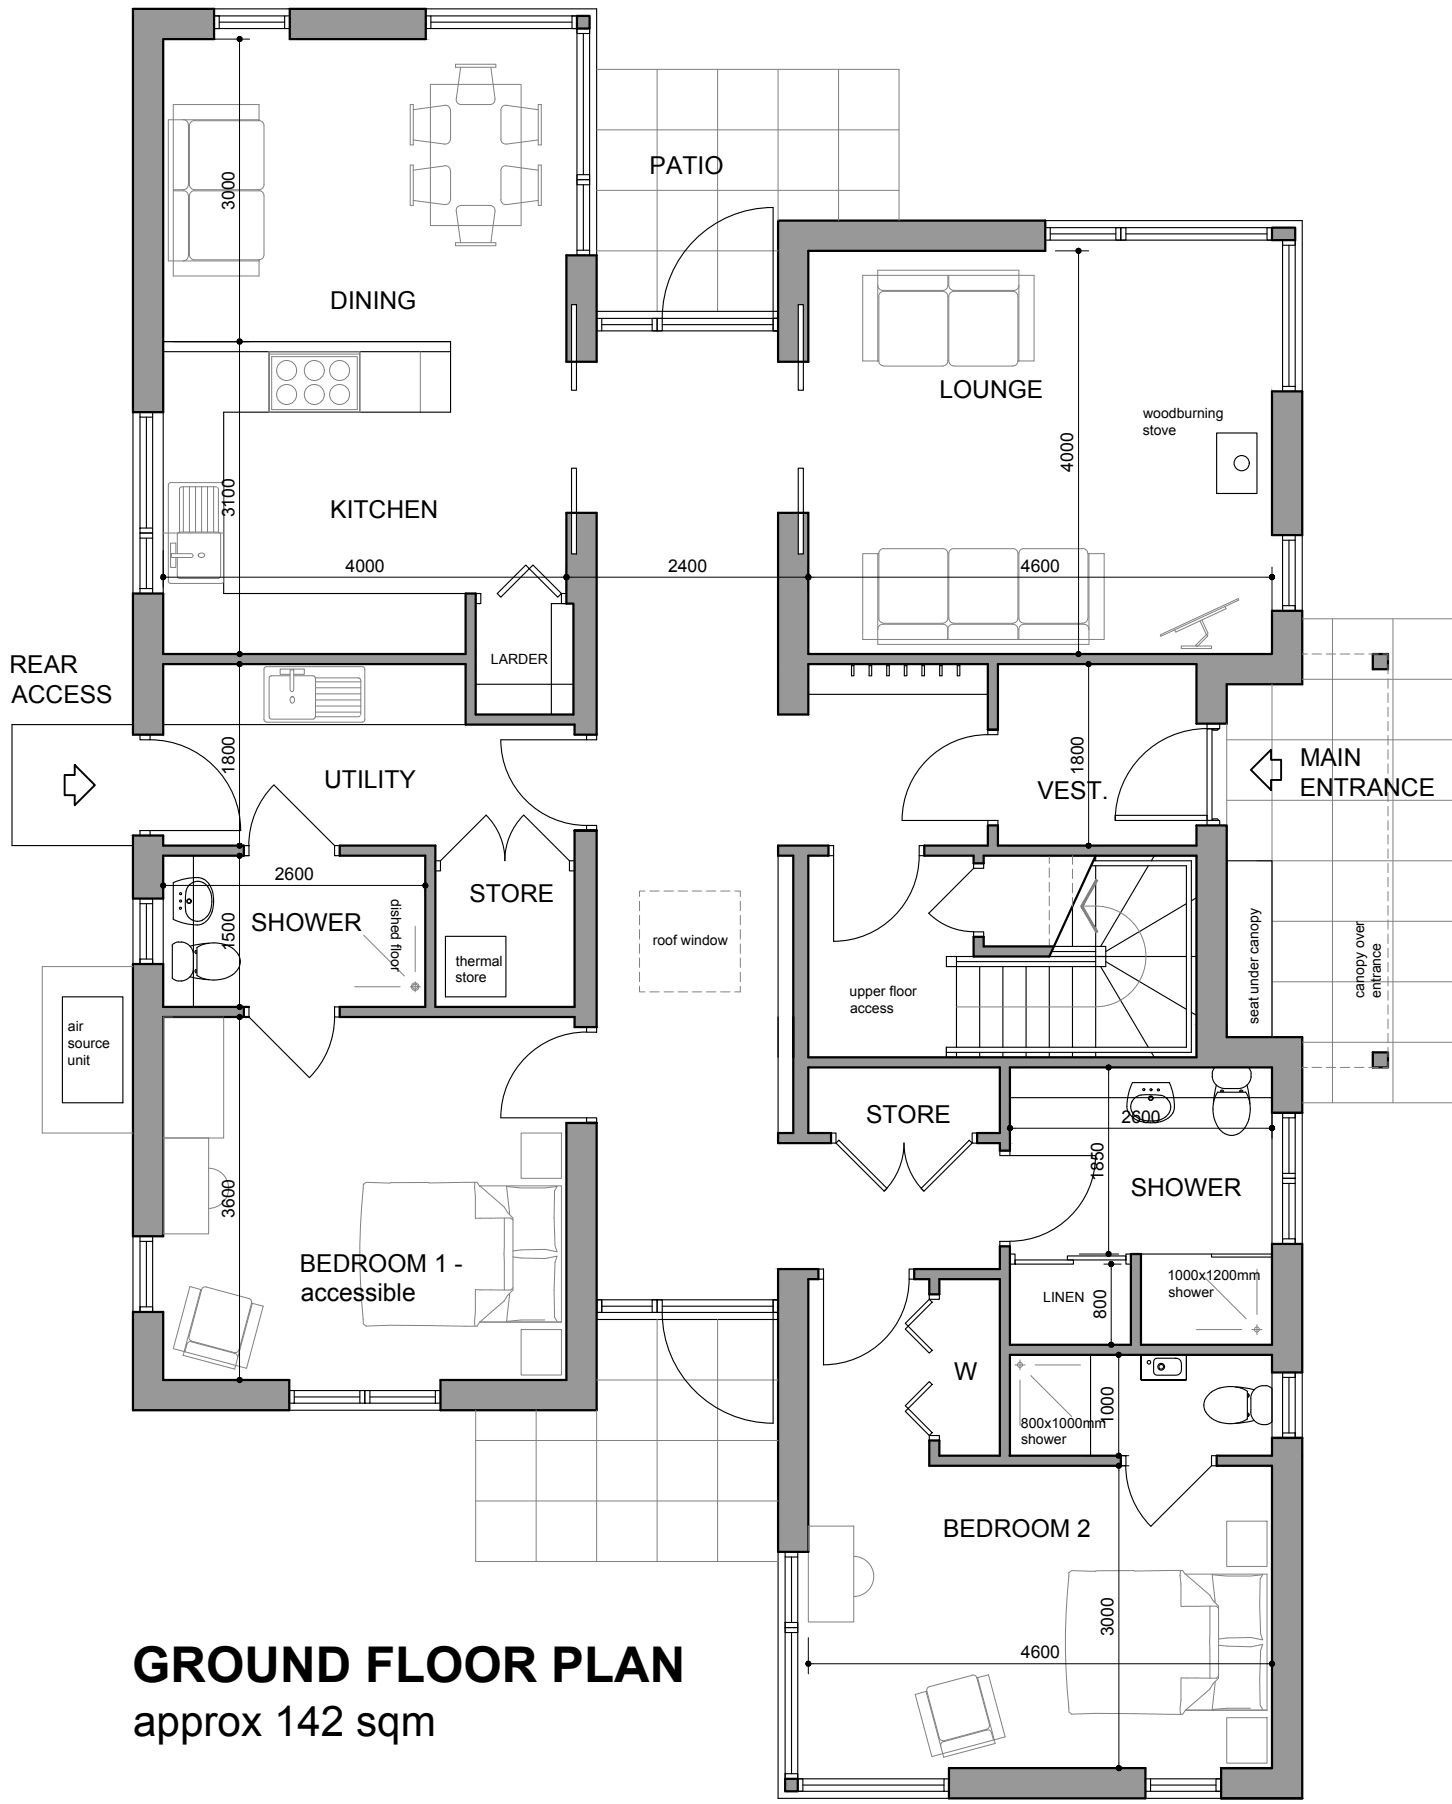 PATIO
3000
DINING
LOUNGE
woodburning
stove
4000
3100
KITCHEN
4000
2400
4600
REAR
ACCESS
LARDER
1800
UTILITY
VEST.
1800
MAIN
ENTRANCE
2600
SHOWER
1500
dished floor
STORE
thermal
store
roof window
upper floor
access
seat under canopy
canopy over
entrance
air
source
unit
STORE
2600
1850
SHOWER
3600
BEDROOM 1 -
accessible
LINEN
800
1000x1200mm
shower
W
800x1000mm
shower
1000
BEDROOM 2
3000
4600
GROUND FLOOR PLAN
approx 142 sqm